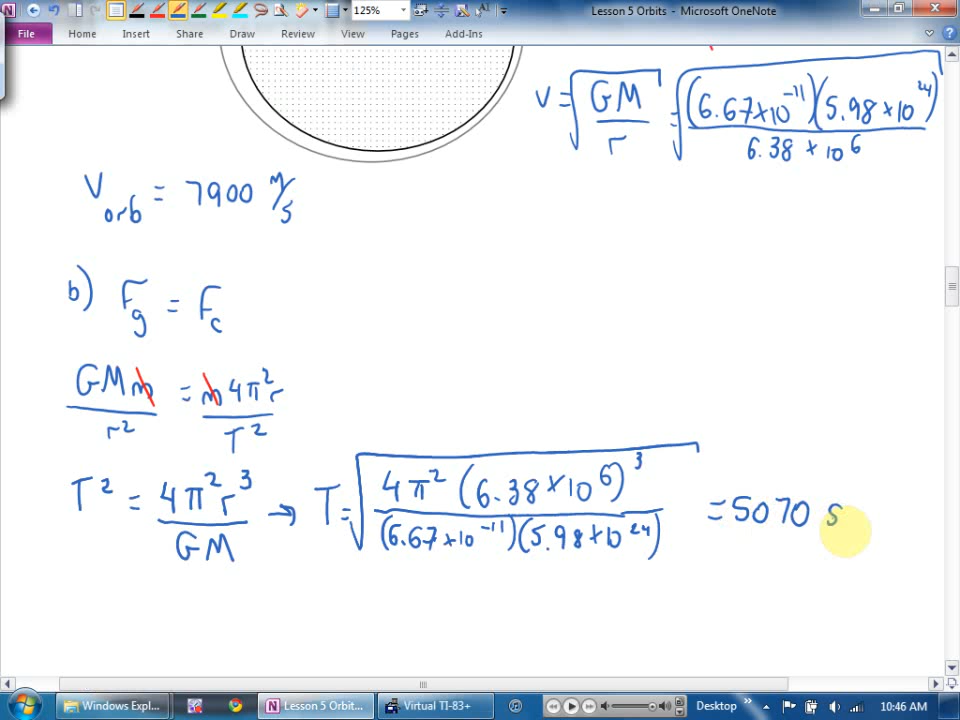 125%
Lesson 5 Orbits - Microsoft OneNote
File Home Insert Share Draw Review View Pages Add-Ins
V = √(GM/r) = √((6.67×10⁻¹¹)(5.98×10²⁴)/6.38×10⁶)
V orb = 7900 m/s
b) Fg = Fc
GMm/r² = m4π²r/T²
T² = 4π²r³/GM → T = √(4π²(6.38×10⁶)³/(6.67×10⁻¹¹)(5.98×10²⁴)) = 5070 s
Windows Expl... Lesson 5 Orbit... Virtual TI-83+ Desktop » 10:46 AM